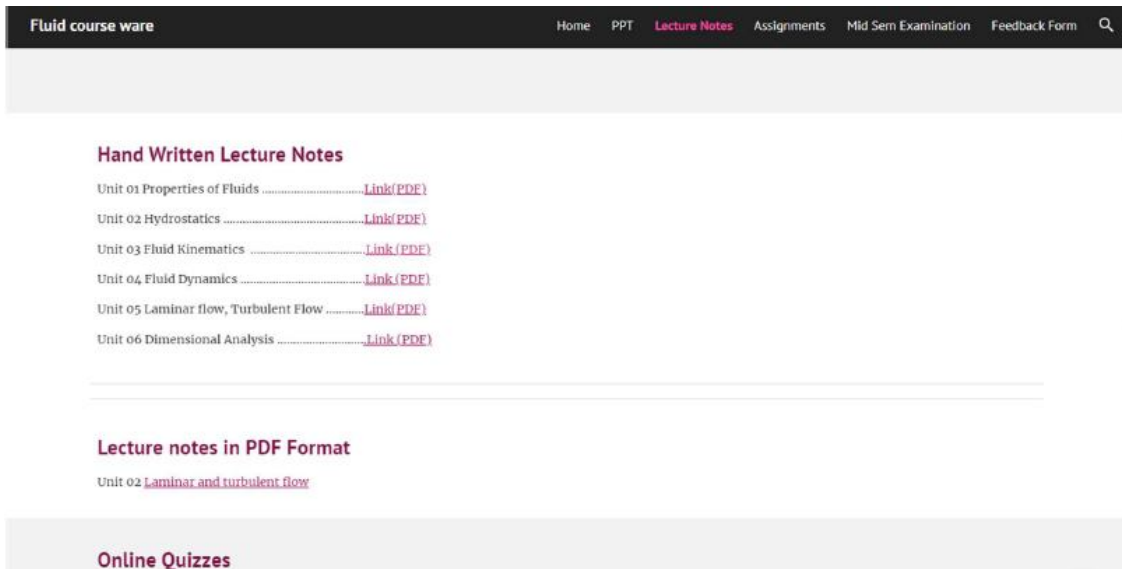 Fluid course ware
Home PPT Lecture Notes Assignments Mid Sem Examination Feedback Form
Hand Written Lecture Notes
Unit 01 Properties of Fluids ..................................Link(PDF)
Unit 02 Hydrostatics ...............................................Link(PDF)
Unit 03 Fluid Kinematics ......................................Link (PDF)
Unit 04 Fluid Dynamics .........................................Link (PDF)
Unit 05 Laminar flow, Turbulent Flow .............Link(PDF)
Unit 06 Dimensional Analysis .............................Link (PDF)
Lecture notes in PDF Format
Unit 02 Laminar and turbulent flow
Online Quizzes